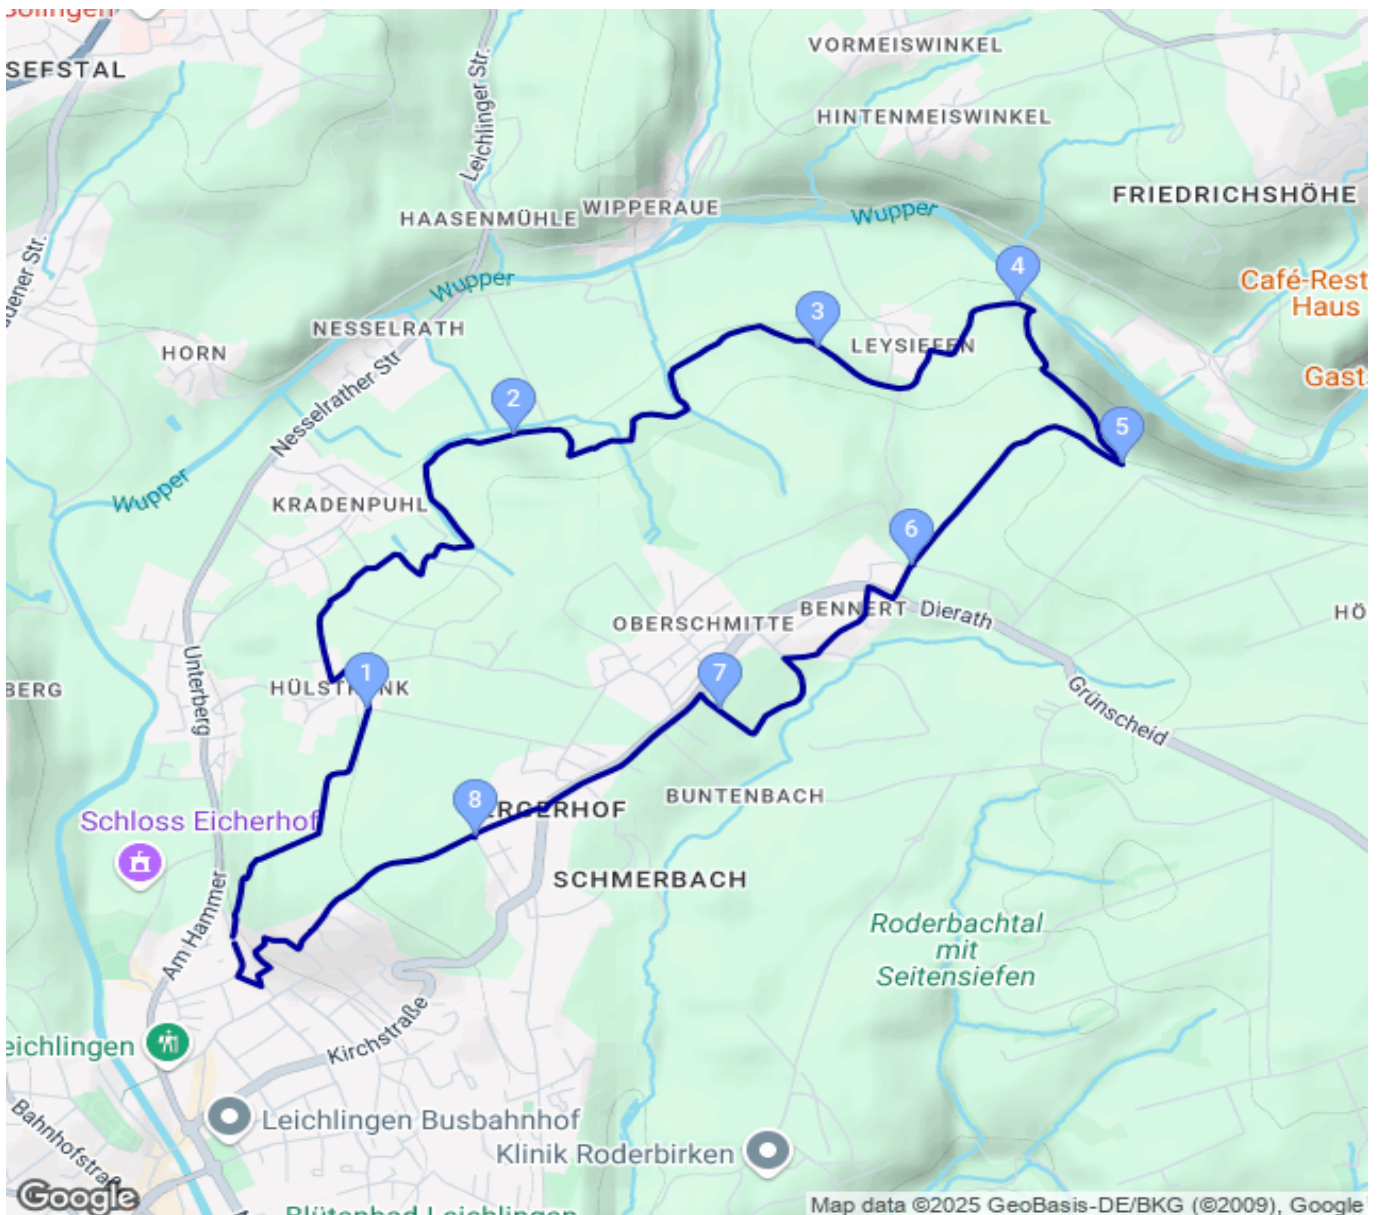 SEFSTAL
VORMEISWINKEL
HINTENMEISWINKEL
Leichlinger Str.
FRIEDRICHSHÖHE
HAASENMÜHLE
WIPPERAUE
Wupper
4
dener Str.
Wupper
Café-Rest
Haus
3
NESSELRATH
HORN
LEYSIEFEN
Gast
Nesselrather Str
2
5
Wupper
KRADENPUHL
6
BENNERT
Dierath
HÖ
OBERSCHMITTE
Unterberg
1
7
BERG
Grünscheid
8
BUNTENBACH
Schloss Eicherhof
SCHMERBACH
Am Hammer
Roderbachtal
mit
Seitensiefen
Kirchstraße
eichlingen
Leichlingen Busbahnhof
Bahnhofstraß
Klinik Roderbirken
Google
Map data ©2025 GeoBasis-DE/BKG (©2009), Google